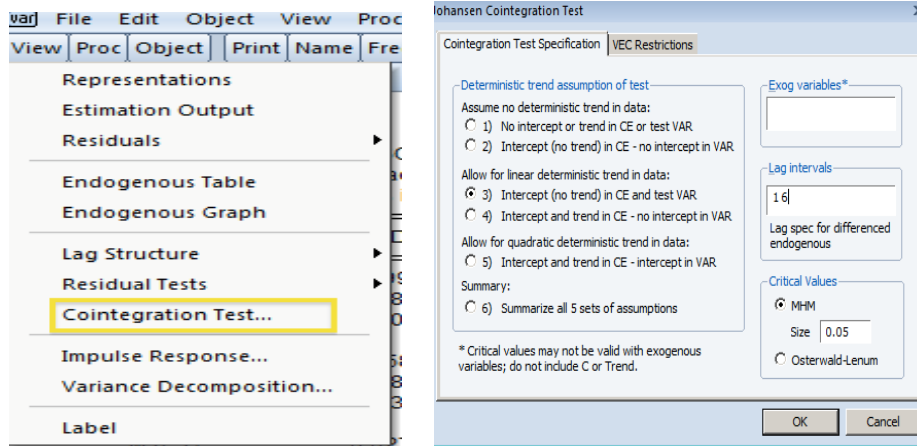 var File Edit Object View Proc
View Proc Object Print Name Fre
Representations
Estimation Output
Residuals
Endogenous Table
Endogenous Graph
Lag Structure
Residual Tests
Cointegration Test...
Impulse Response...
Variance Decomposition...
Label
Johansen Cointegration Test
Cointegration Test Specification VEC Restrictions
Deterministic trend assumption of test
Assume no deterministic trend in data:
1) No intercept or trend in CE or test VAR
2) Intercept (no trend) in CE - no intercept in VAR
Allow for linear deterministic trend in data:
3) Intercept (no trend) in CE and test VAR
4) Intercept and trend in CE - no intercept in VAR
Allow for quadratic deterministic trend in data:
5) Intercept and trend in CE - intercept in VAR
Summary:
6) Summarize all 5 sets of assumptions
* Critical values may not be valid with exogenous
variables; do not include C or Trend.
Exog variables*
Lag intervals
1 6
Lag spec for differenced
endogenous
Critical Values
MHM
Size 0.05
Osterwald-Lenum
OK Cancel